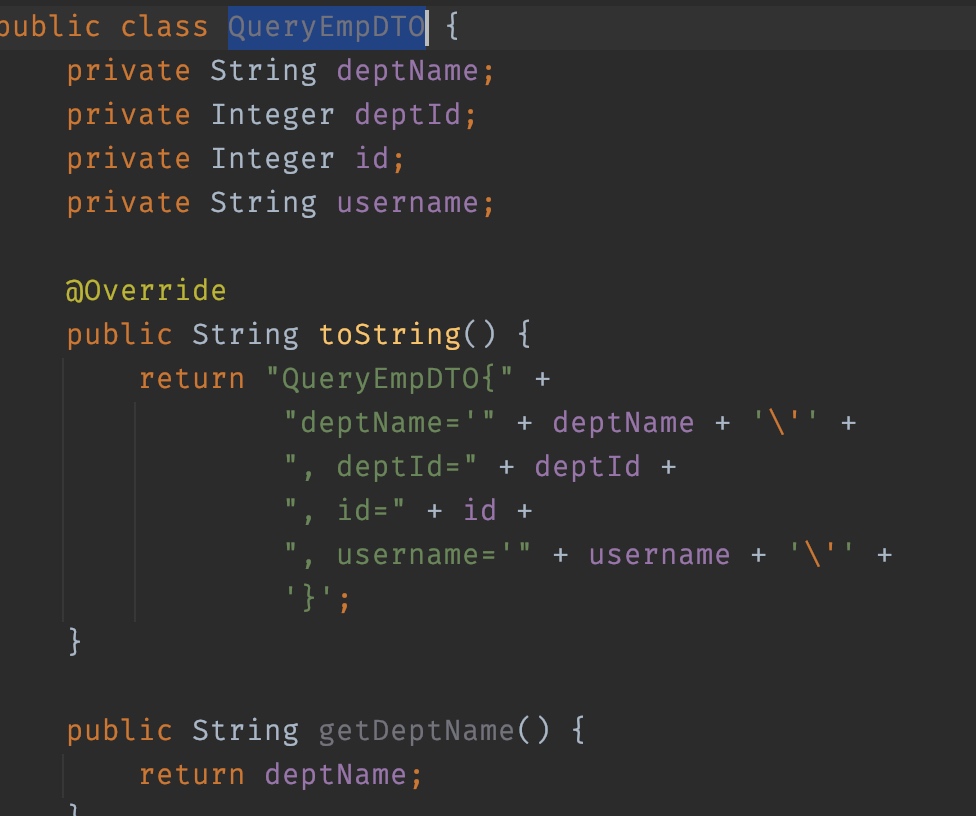 public class QueryEmpDTO {
private String deptName;
private Integer deptId;
private Integer id;
private String username;
@Override
public String toString() {
return "QueryEmpDTO{" +
"deptName='" + deptName + '\'' +
", deptId=" + deptId +
", id=" + id +
", username='" + username + '\'' +
'}';
}
public String getDeptName() {
return deptName;
}